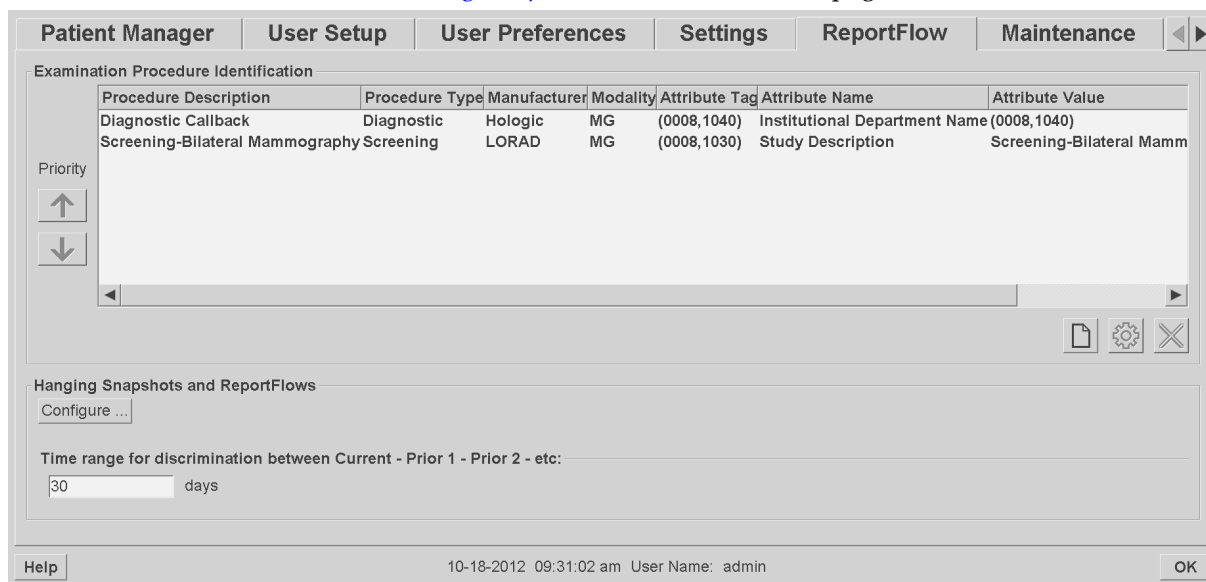 Patient Manager User Setup User Preferences Settings ReportFlow Maintenance
Examination Procedure Identification
Procedure Description Procedure Type Manufacturer Modality Attribute Tag Attribute Name Attribute Value
Diagnostic Callback Diagnostic Hologic MG (0008,1040) Institutional Department Name (0008,1040)
Screening-Bilateral Mammography Screening LORAD MG (0008,1030) Study Description Screening-Bilateral Mamm
Priority
Hanging Snapshots and ReportFlows
Configure ...
Time range for discrimination between Current - Prior 1 - Prior 2 - etc:
30 days
Help 10-18-2012 09:31:02 am User Name: admin OK